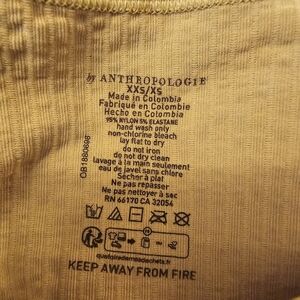 by ANTHROPOLOGIE
XXS/XS
Made in Colombia
Fabriqué en Colombie
Hecho en Colombia
95% NYLON 5% ELASTANE
hand wash only
non-chlorine bleach
lay flat to dry
do not iron
do not dry clean
lavage à la main seulement
eau de javel sans chlore
Sécher à plat
Ne pas repasser
Ne pas nettoyer à sec
RN 66170 CA 32054
OB1880698
quefairedemesdechets.fr
KEEP AWAY FROM FIRE